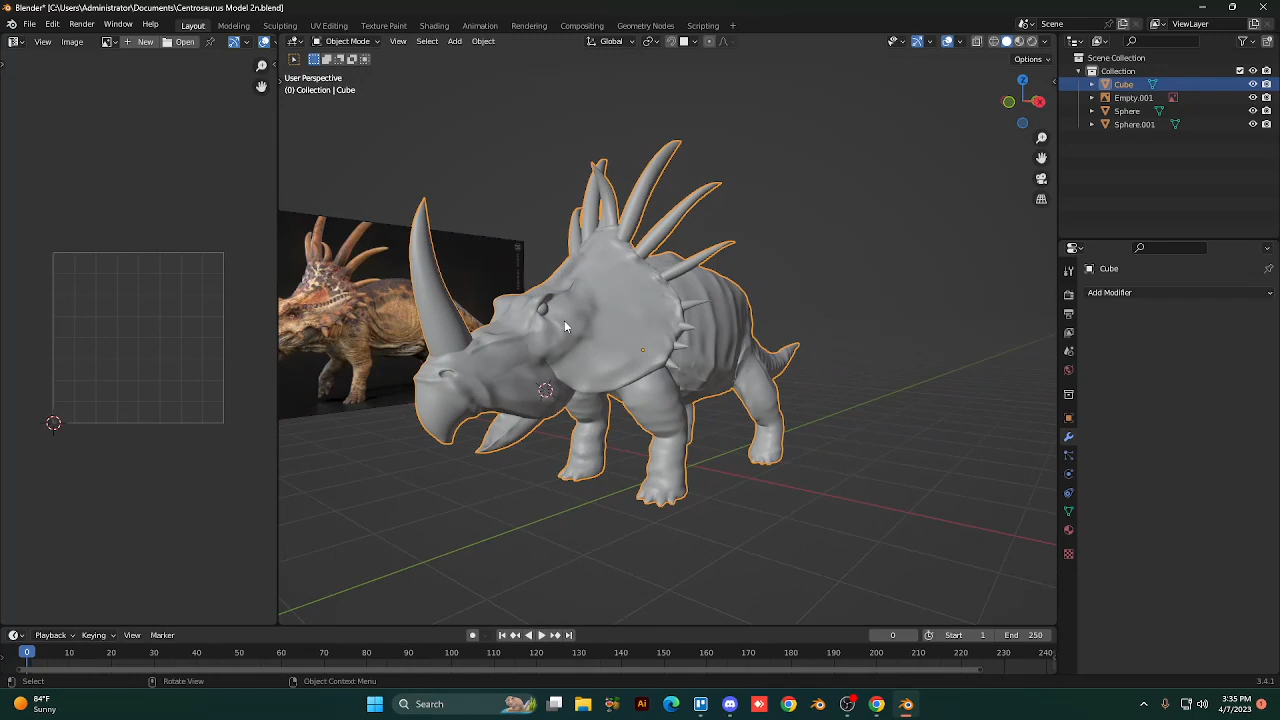 Blender* [C:\Users\Administrator\Documents\Centrosaurus Model 2n.blend]
File Edit Render Window Help Layout Modeling Sculpting UV Editing Texture Paint Shading Animation Rendering Compositing Geometry Nodes Scripting + Scene ViewLayer
View Image New Open Object Mode View Select Add Object Global
Options
User Perspective
(0) Collection | Cube
Z
X
Scene Collection
Collection
Cube
Empty.001
Sphere
Sphere.001
Cube
Add Modifier
Playback Keying View Marker 0 Start 1 End 250
0 10 20 30 40 50 60 70 80 90 100 110 120 130 140 150 160 170 180 190 200 210 220 230 240
Select Rotate View Object Context Menu 3.4.1
84°F
Sunny
Search
Ai
3:35 PM
4/7/2023